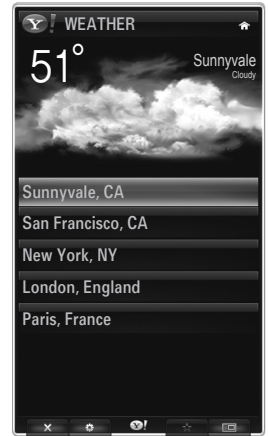 Y! WEATHER
51°
Sunnyvale
Cloudy
Sunnyvale, CA
San Francisco, CA
New York, NY
London, England
Paris, France
Y!